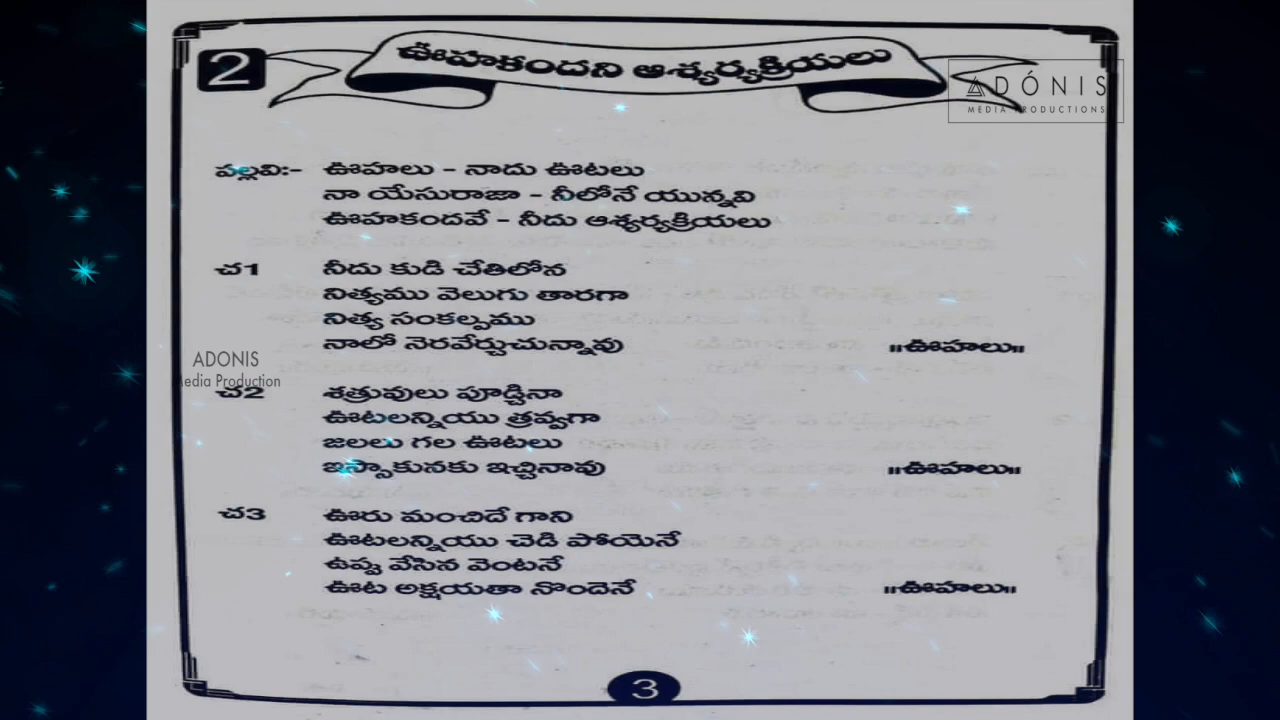 2
ఊహకందని ఆశ్చర్యక్రియలు
ADÓNIS
MEDIA PRODUCTIONS
పల్లవి:- ఊహలు - నాదు ఊటలు
నా యేసురాజా - నీలోనే యున్నవి
ఊహకందవే - నీదు ఆశ్చర్యక్రియలు
చ1 నీదు కుడి చేతిలోన
నిత్యము వెలుగు తారగా
నిత్య సంకల్పము
నాలో నెరవేర్చుచున్నావు ॥ఊహలు॥
ADONIS
Media Production
చ2 శత్రువులు పూడ్చినా
ఊటలన్నియు త్రవ్వగా
జలలు గల ఊటలు
ఇస్సాకునకు ఇచ్చినావు ॥ఊహలు॥
చ3 ఊరు మంచిదే గాని
ఊటలన్నియు చెడి పోయెనే
ఉప్పు వేసిన వెంటనే
ఊట అక్షయతా నొందెనే ॥ఊహలు॥
3